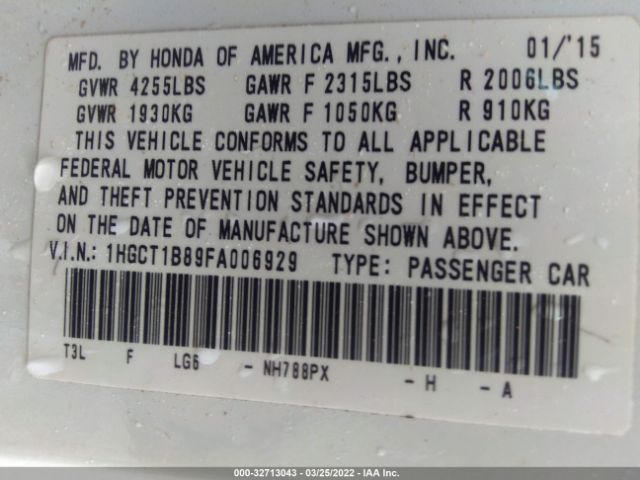 MFD. BY HONDA OF AMERICA MFG., INC. 01/'15
GVWR 4255LBS GAWR F 2315LBS R 2006LBS
GVWR 1930KG GAWR F 1050KG R 910KG
THIS VEHICLE CONFORMS TO ALL APPLICABLE
FEDERAL MOTOR VEHICLE SAFETY, BUMPER,
AND THEFT PREVENTION STANDARDS IN EFFECT
ON THE DATE OF MANUFACTURE SHOWN ABOVE.
V.I.N.: 1HGCT1B89FA006929 TYPE: PASSENGER CAR
T3L F LG6 - NH788PX - H - A
000-32713043 - 03/25/2022 - IAA Inc.